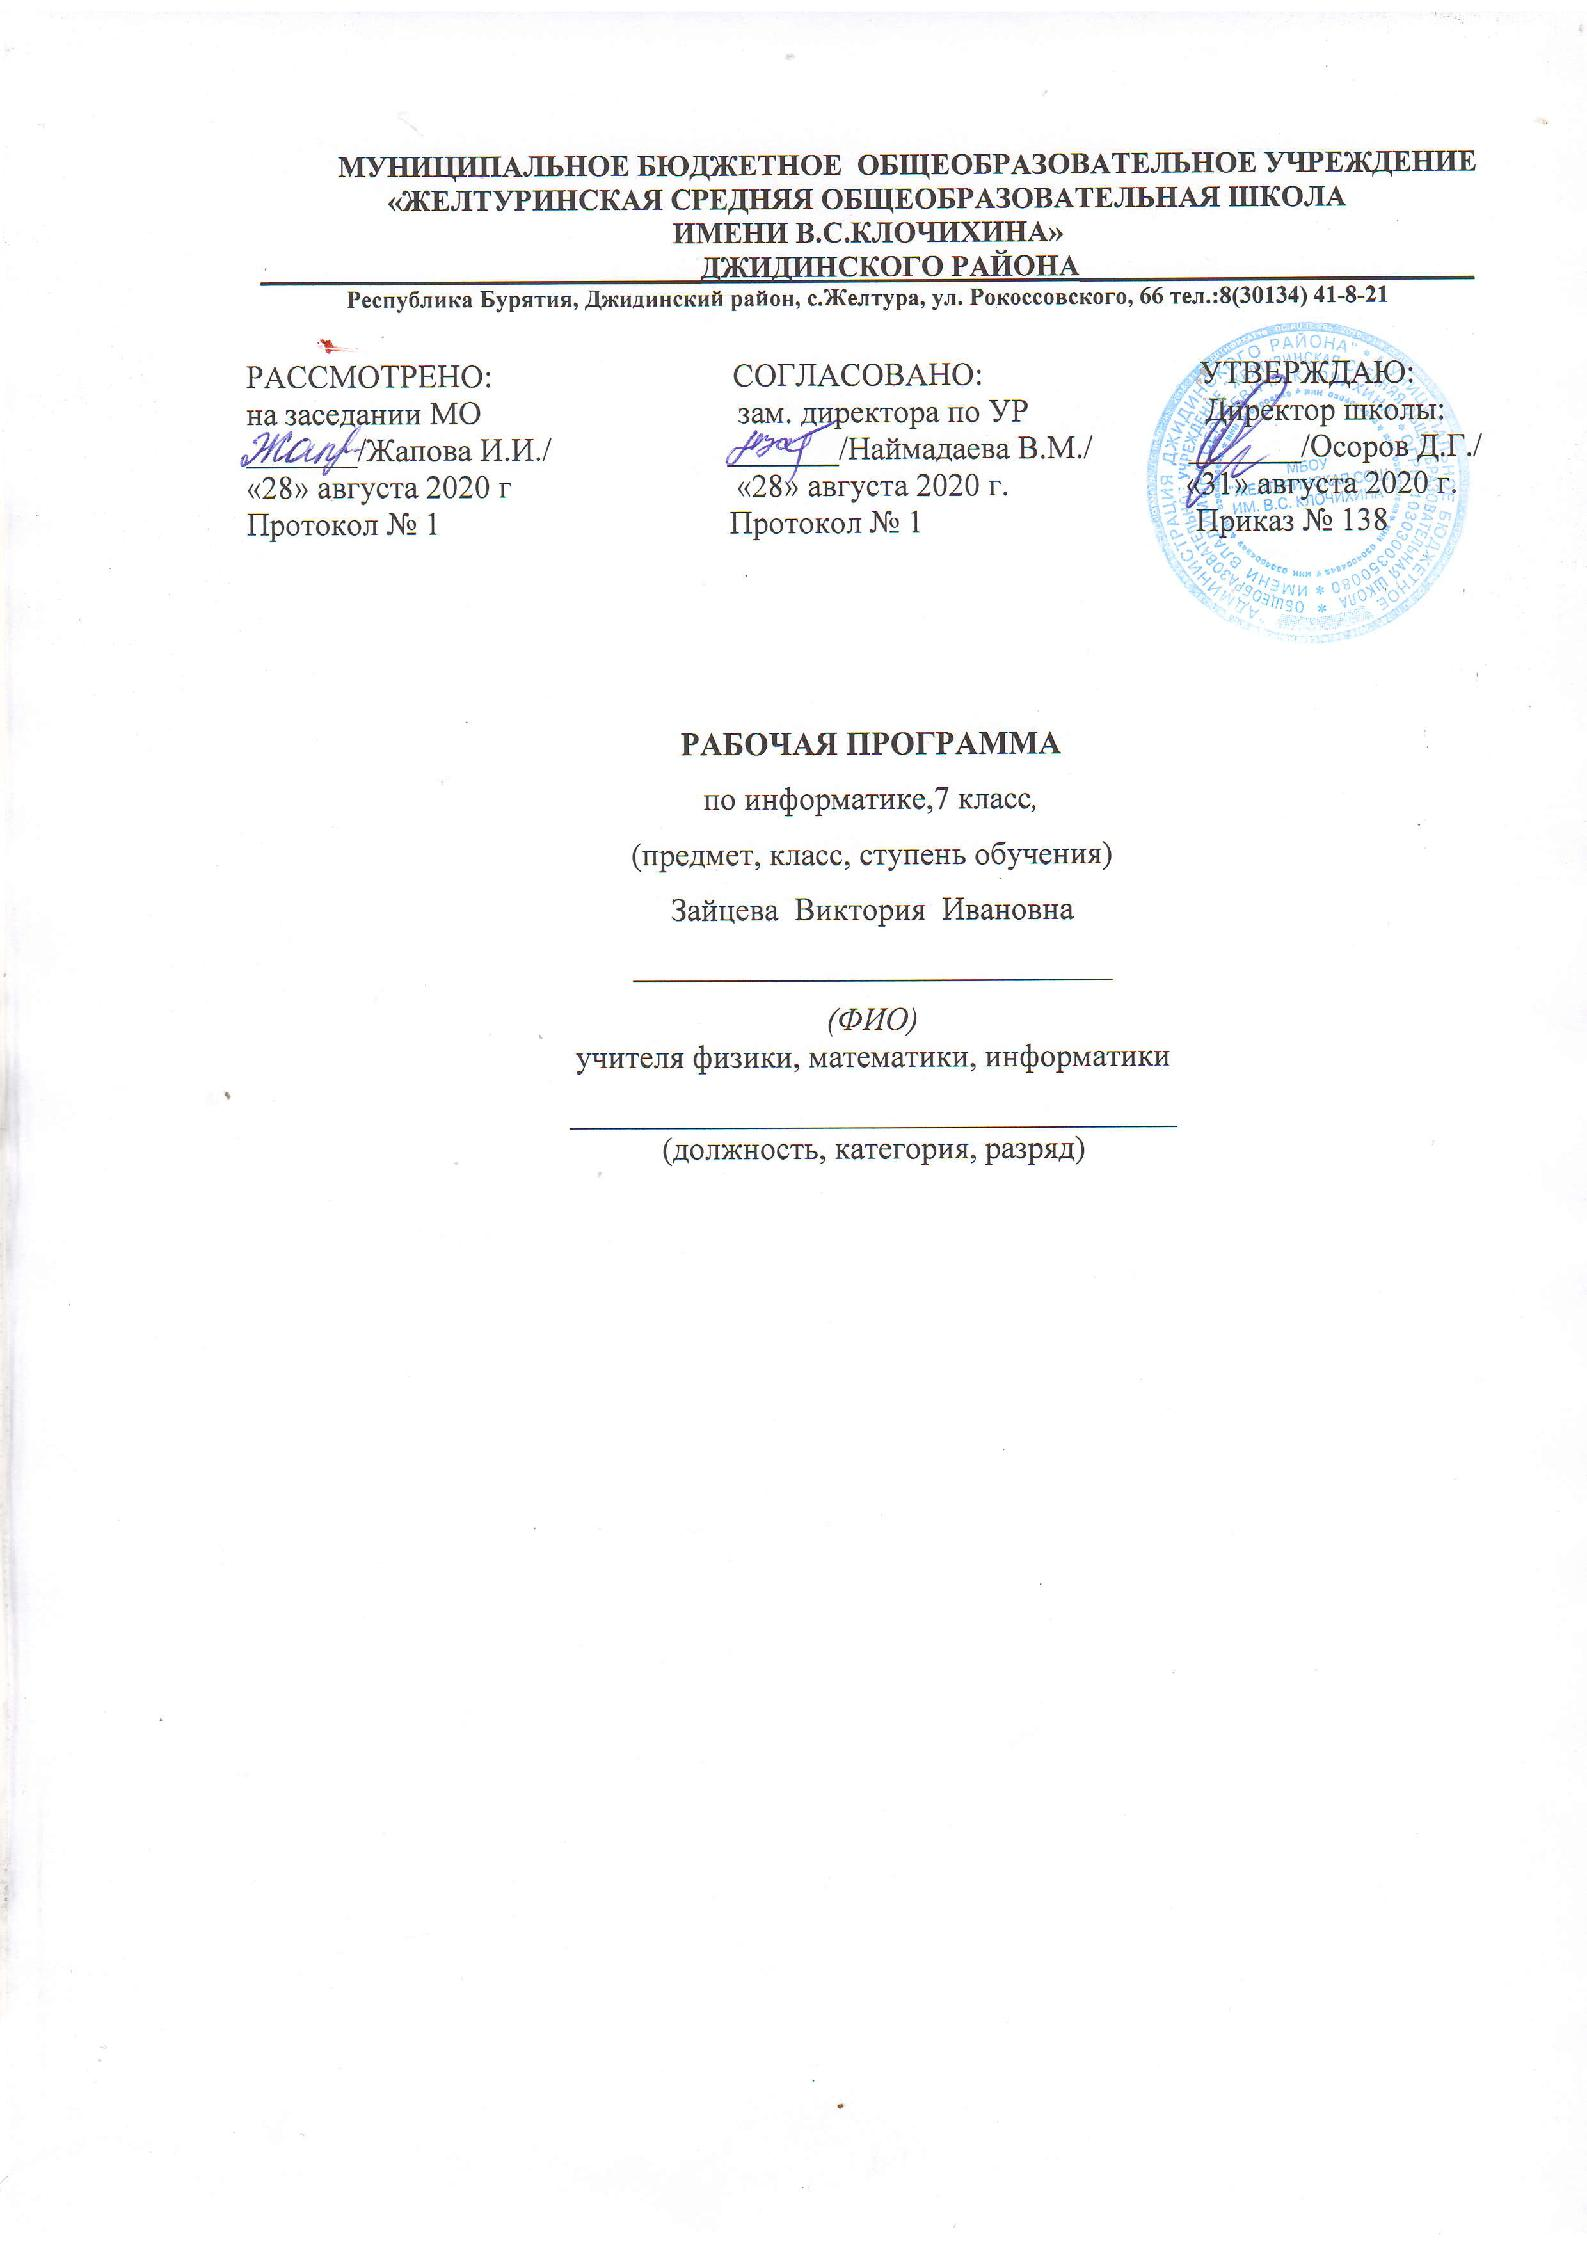 МУНИЦИПАЛЬНОЕ БЮДЖЕТНОЕ ОБЩЕОБРАЗОВАТЕЛЬНОЕ УЧРЕЖДЕНИЕ
«ЖЕЛТУРИНСКАЯ СРЕДНЯЯ ОБЩЕОБРАЗОВАТЕЛЬНАЯ ШКОЛА
ИМЕНИ В.С.КЛОЧИХИНА»
ДЖИДИНСКОГО РАЙОНА
Республика Бурятия, Джидинский район, с.Желтура, ул. Рокоссовского, 66 тел.:8(30134) 41-8-21
РАССМОТРЕНО:
на заседании МО
/Жапова И.И./
«28» августа 2020 г
Протокол № 1
СОГЛАСОВАНО:
зам. директора по УР
/Наймадаева В.М./
«28» августа 2020 г.
Протокол № 1
УТВЕРЖДАЮ:
Директор школы:
/Осоров Д.Г./
«31» августа 2020 г.
Приказ № 138
МБОУ
ИМ. В.С. КЛОЧИХИНА
РАБОЧАЯ ПРОГРАММА
по информатике,7 класс,
(предмет, класс, ступень обучения)
Зайцева Виктория Ивановна
(ФИО)
учителя физики, математики, информатики
(должность, категория, разряд)